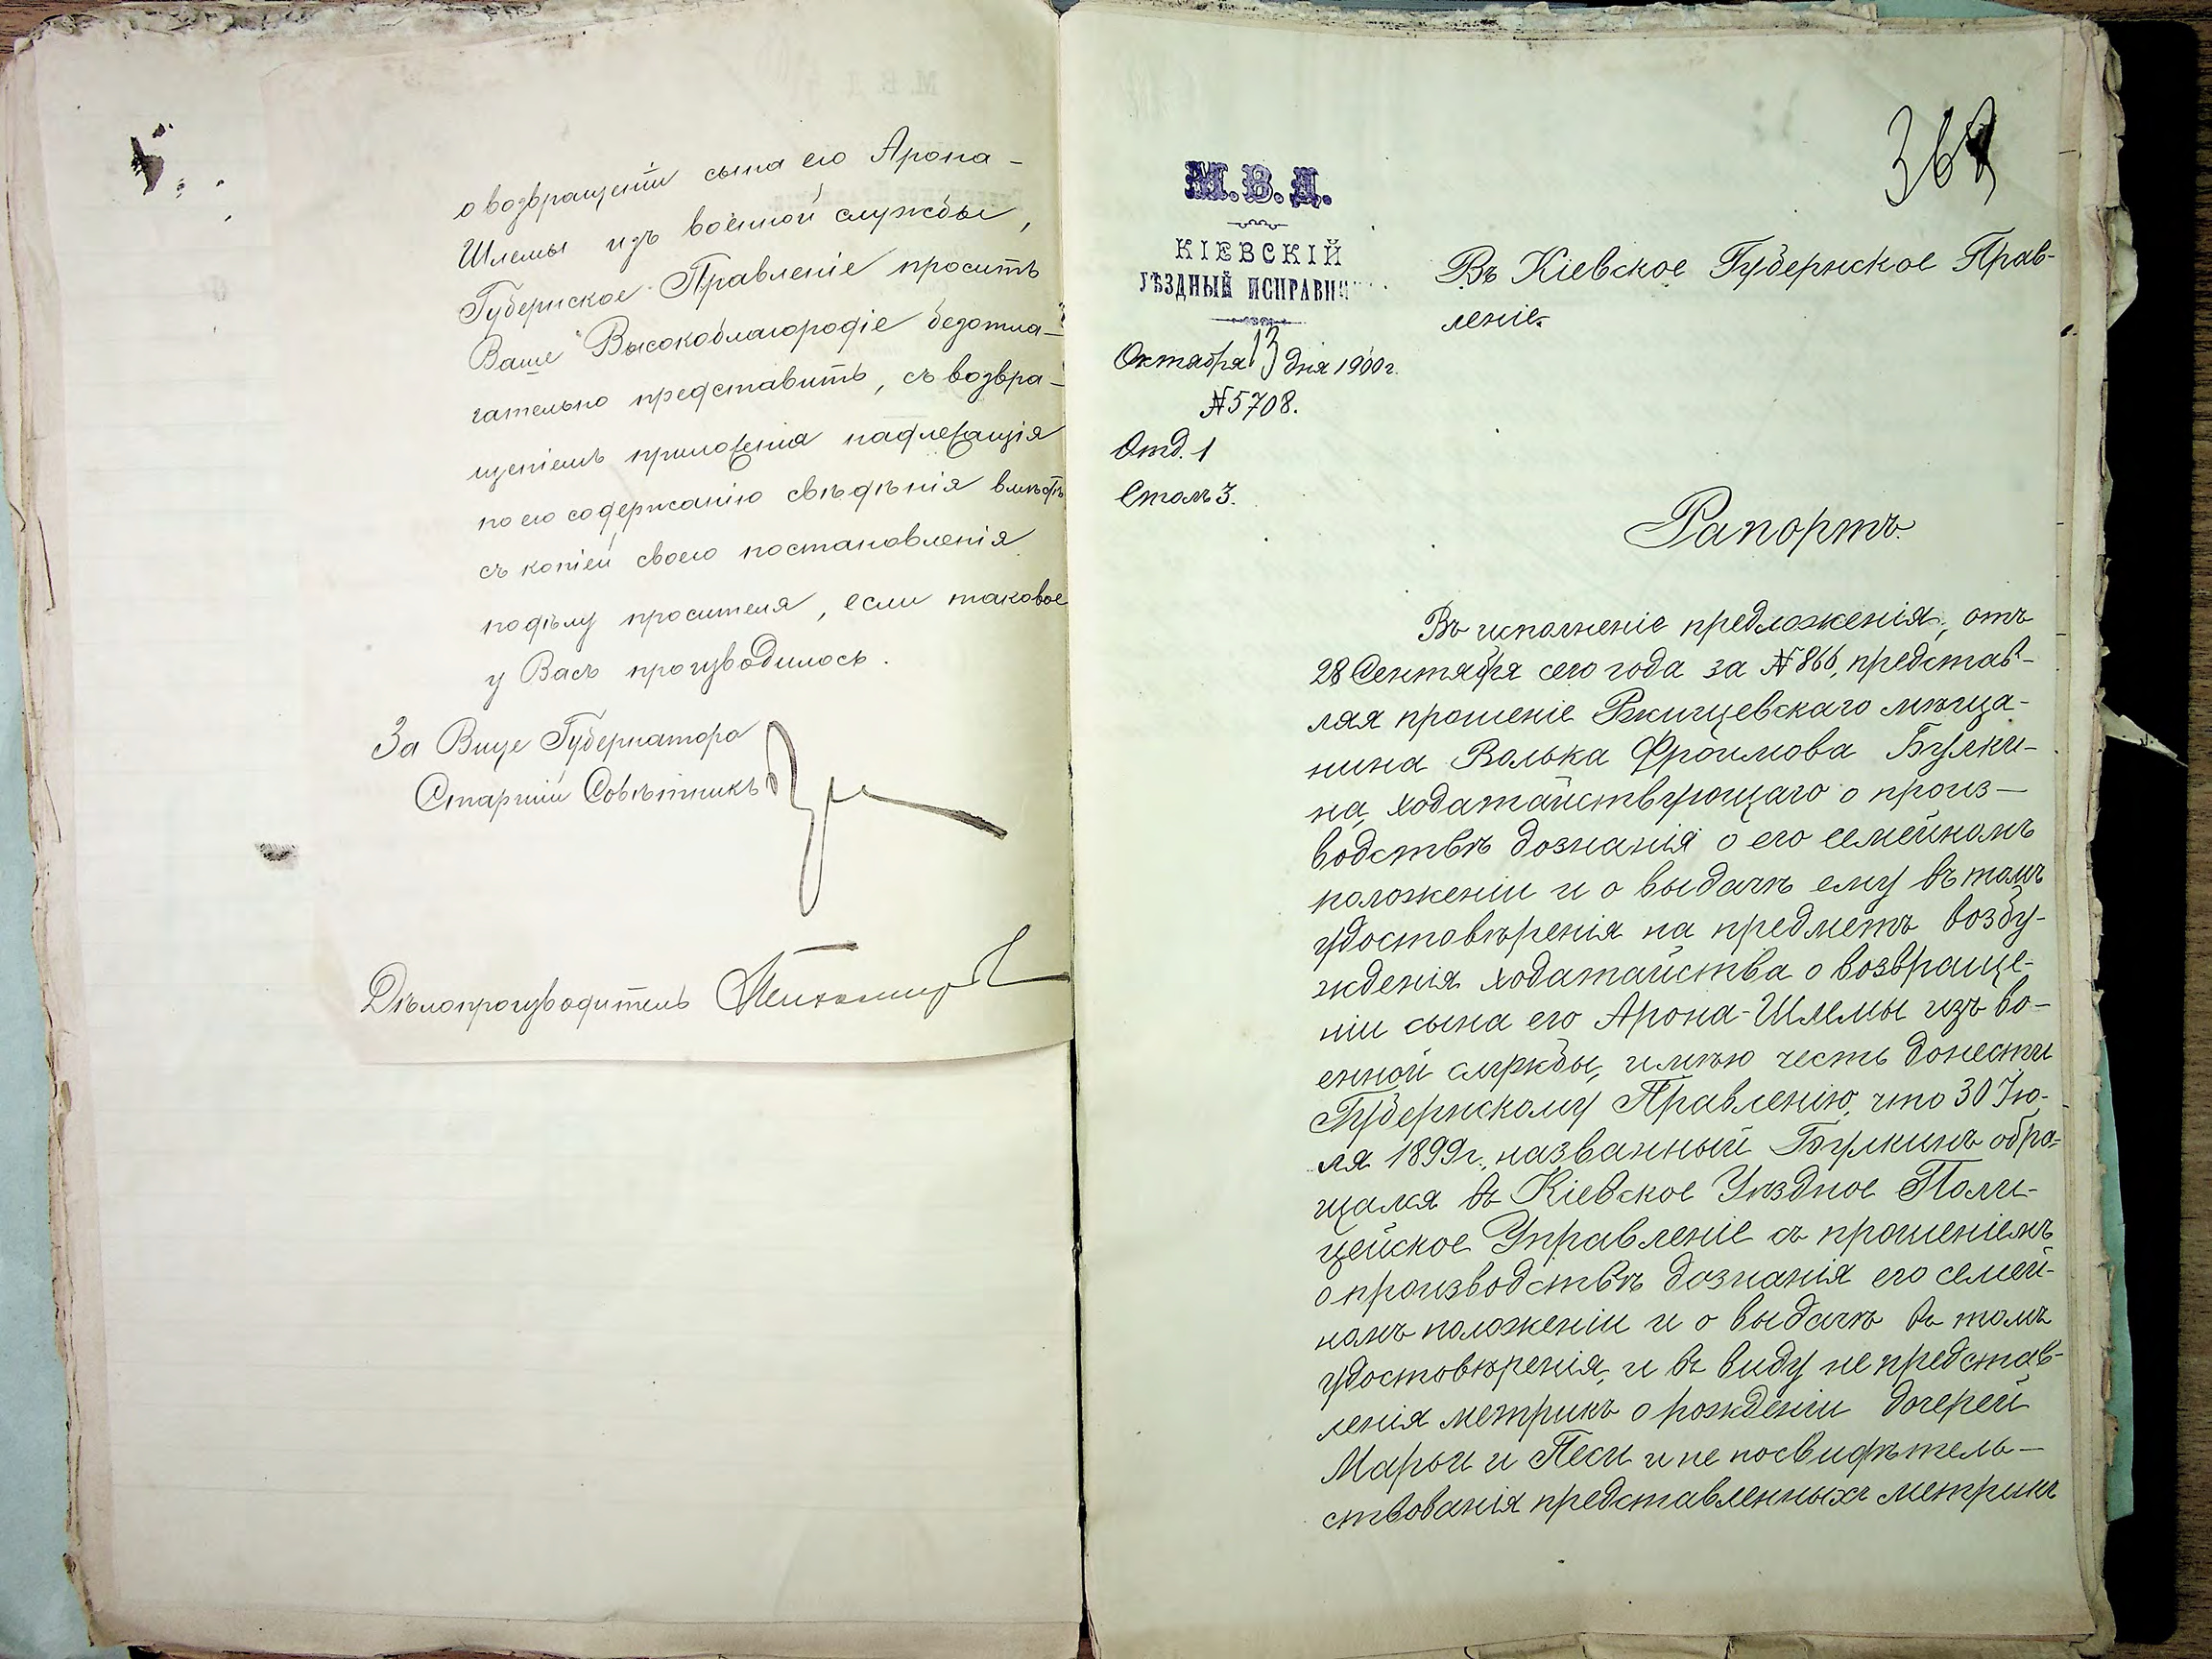 о возвращеніи сына его Арона-
Шлемы изъ военной службы,
Губернское Правленіе проситъ
Ваше Высокоблагородіе безотла-
гательно представить, съ возвра-
щеніемъ приложенія надлежащія
по его содержанію свѣдѣнія вмѣстѣ
съ копіей своего постановленія
по дѣлу просителя, если таковое
у Васъ производилось.
За Вице Губернатора
Старшій Совѣтникъ
Дѣлопроизводитель
М.В.Д.
КІЕВСКІЙ
УѢЗДНЫЙ ИСПРАВНИ
Октября 13 дня 1900 г.
№ 5708.
Отд. 1
Столъ 3.
Въ Кіевское Губернское Прав-
леніе.
Рапортъ.
Въ исполненіе предложенія, отъ
28 Сентября сего года за № 866, представ-
ляя прошеніе Ржищевскаго мѣща-
нина Волька Фроимова Булки-
на, ходатайствующаго о произ-
водствѣ дознанія о его семейномъ
положеніи и о выдачѣ ему въ томъ
удостовѣренія на предметъ возбу-
жденія ходатайства о возвраще-
ніи сына его Арона-Шлемы изъ во-
енной службы, имѣю честь донести
Губернскому Правленію, что 30 Ію-
ля 1899 г., названный Булкинъ обра-
щался въ Кіевское Уѣздное Поли-
цейское Управленіе съ прошеніемъ
о производствѣ дознанія его семей-
номъ положеніи и о выдачѣ въ томъ
удостовѣренія, и въ виду не представ-
ленія метрикъ о рожденіи дочерей
Марьи и Песи и не посвидѣтель-
ствованія представленныхъ метрикъ